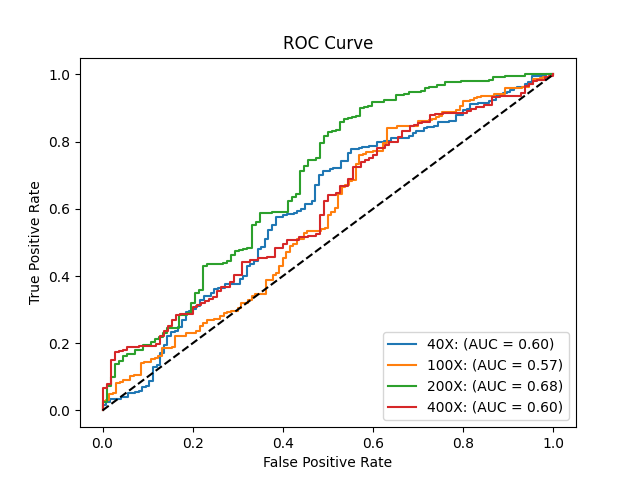 ROC Curve
True Positive Rate
1.0
0.8
0.6
0.4
0.2
0.0
40X: (AUC = 0.60)
100X: (AUC = 0.57)
200X: (AUC = 0.68)
400X: (AUC = 0.60)
0.0 0.2 0.4 0.6 0.8 1.0
False Positive Rate